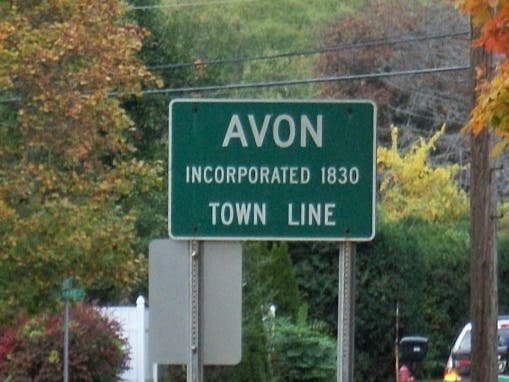 AVON
INCORPORATED 1830
TOWN LINE